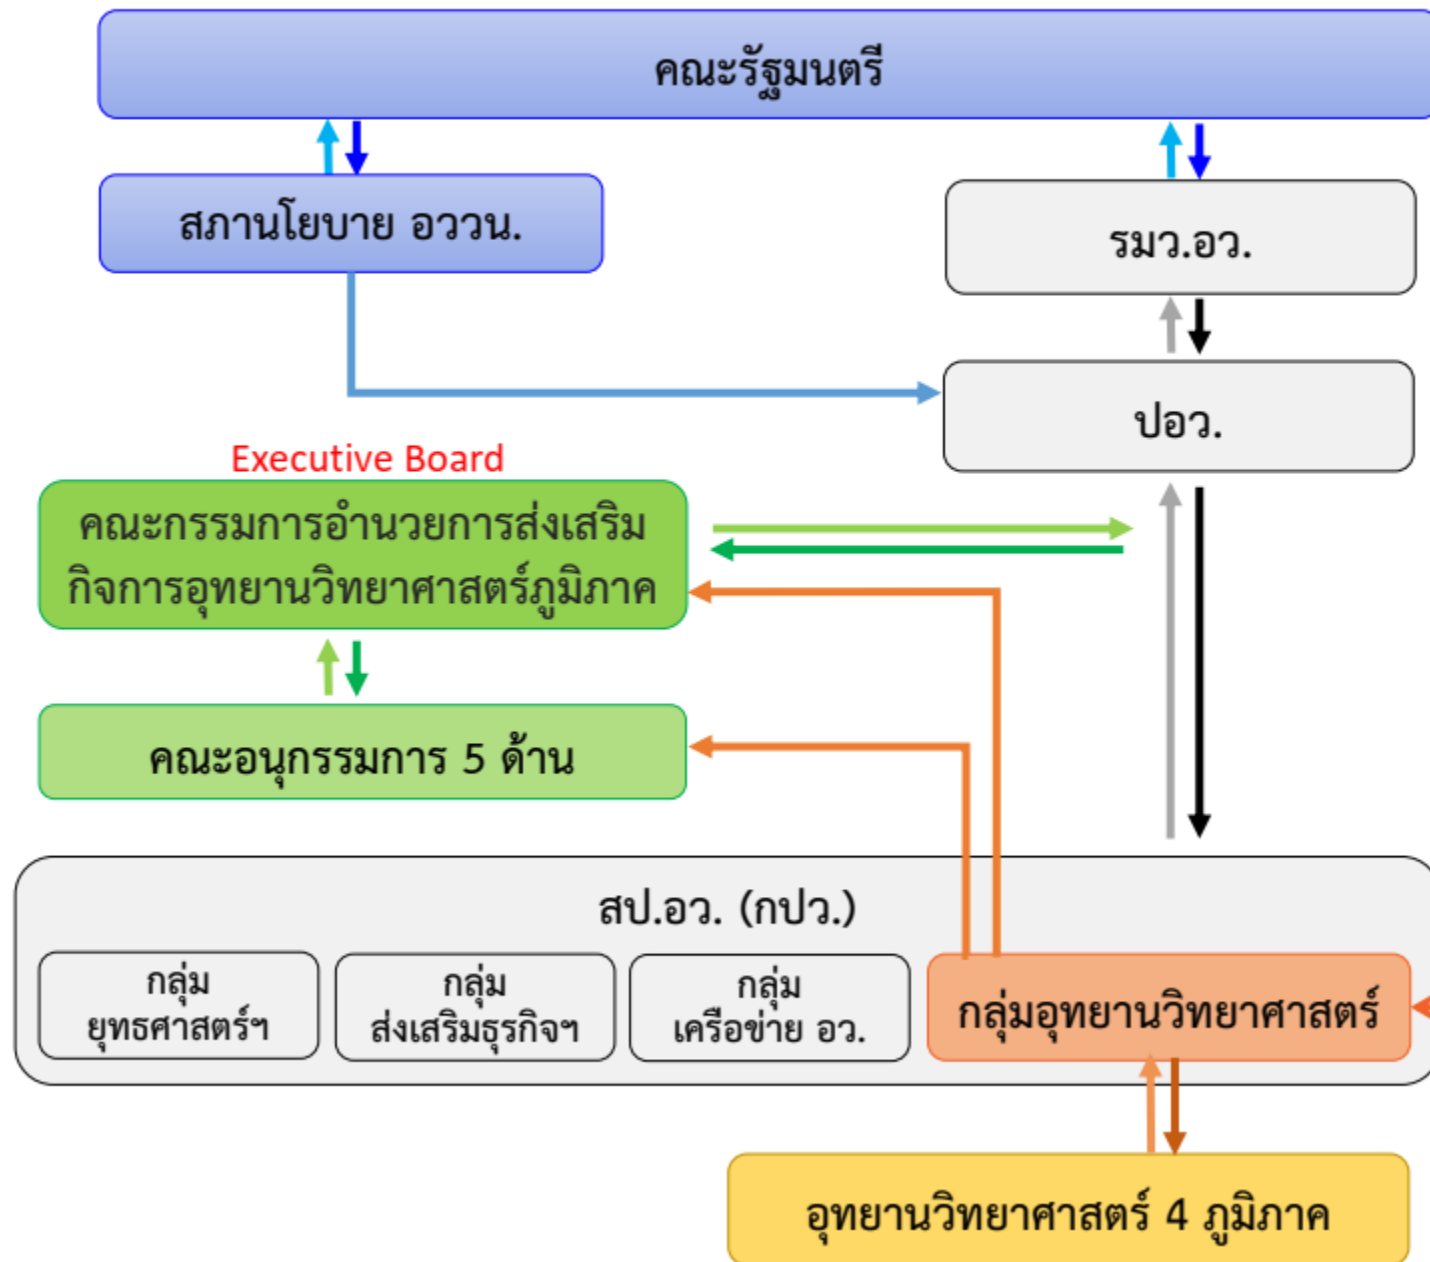 คณะรัฐมนตรี
สภานโยบาย อววน.
รมว.อว.
ปอว.
Executive Board
คณะกรรมการอำนวยการส่งเสริม
กิจการอุทยานวิทยาศาสตร์ภูมิภาค
คณะอนุกรรมการ 5 ด้าน
สป.อว. (กปว.)
กลุ่ม
ยุทธศาสตร์ฯ
กลุ่ม
ส่งเสริมธุรกิจฯ
กลุ่ม
เครือข่าย อว.
กลุ่มอุทยานวิทยาศาสตร์
อุทยานวิทยาศาสตร์ 4 ภูมิภาค